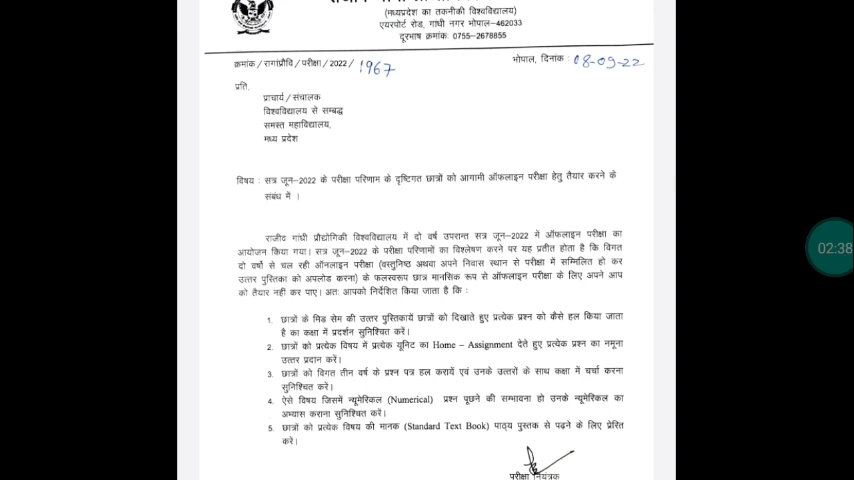 (मध्यप्रदेश का तकनीकी विश्वविद्यालय)
एयरपोर्ट रोड, गांधी नगर भोपाल-462033
दूरभाष क्रमांक: 0755-2678855
क्रमांक/रागांप्रौवि/परीक्षा/2022/ 1967 भोपाल, दिनांक : 08-09-22
प्रति,
प्राचार्य/संचालक
विश्वविद्यालय से सम्बद्ध
समस्त महाविद्यालय,
मध्य प्रदेश
विषय : सत्र जून-2022 के परीक्षा परिणाम के दृष्टिगत छात्रों को आगामी ऑफलाइन परीक्षा हेतु तैयार करने के
संबंध में ।
राजीव गांधी प्रौद्योगिकी विश्वविद्यालय में दो वर्ष उपरान्त सत्र जून-2022 में ऑफलाइन परीक्षा का
आयोजन किया गया। सत्र जून-2022 के परीक्षा परिणामों का विश्लेषण करने पर यह प्रतीत होता है कि विगत
दो वर्षो से चल रही ऑनलाइन परीक्षा (वस्तुनिष्ठ अथवा अपने निवास स्थान से परीक्षा में सम्मिलित हो कर
उत्तर पुस्तिका को अपलोड करना) के फलस्वरूप छात्र मानसिक रूप से ऑफलाइन परीक्षा के लिए अपने आप
को तैयार नहीं कर पाए। अतः आपको निर्देशित किया जाता है कि :
1. छात्रों के मिड सेम की उत्तर पुस्तिकायें छात्रों को दिखाते हुए प्रत्येक प्रश्न को कैसे हल किया जाता
है का कक्षा में प्रदर्शन सुनिश्चित करें।
2. छात्रों को प्रत्येक विषय में प्रत्येक यूनिट का Home – Assignment देते हुए प्रत्येक प्रश्न का नमूना
उत्तर प्रदान करें।
3. छात्रों को विगत तीन वर्ष के प्रश्न पत्र हल करायें एवं उनके उत्तरों के साथ कक्षा में चर्चा करना
सुनिश्चित करें।
4. ऐसे विषय जिसमें न्यूमेरिकल (Numerical) प्रश्न पूछने की सम्भावना हो उनके न्यूमेरिकल का
अभ्यास कराना सुनिश्चित करें।
5. छात्रों को प्रत्येक विषय की मानक (Standard Text Book) पाठ्य पुस्तक से पढ़ने के लिए प्रेरित
करें।
परीक्षा नियंत्रक
02:38